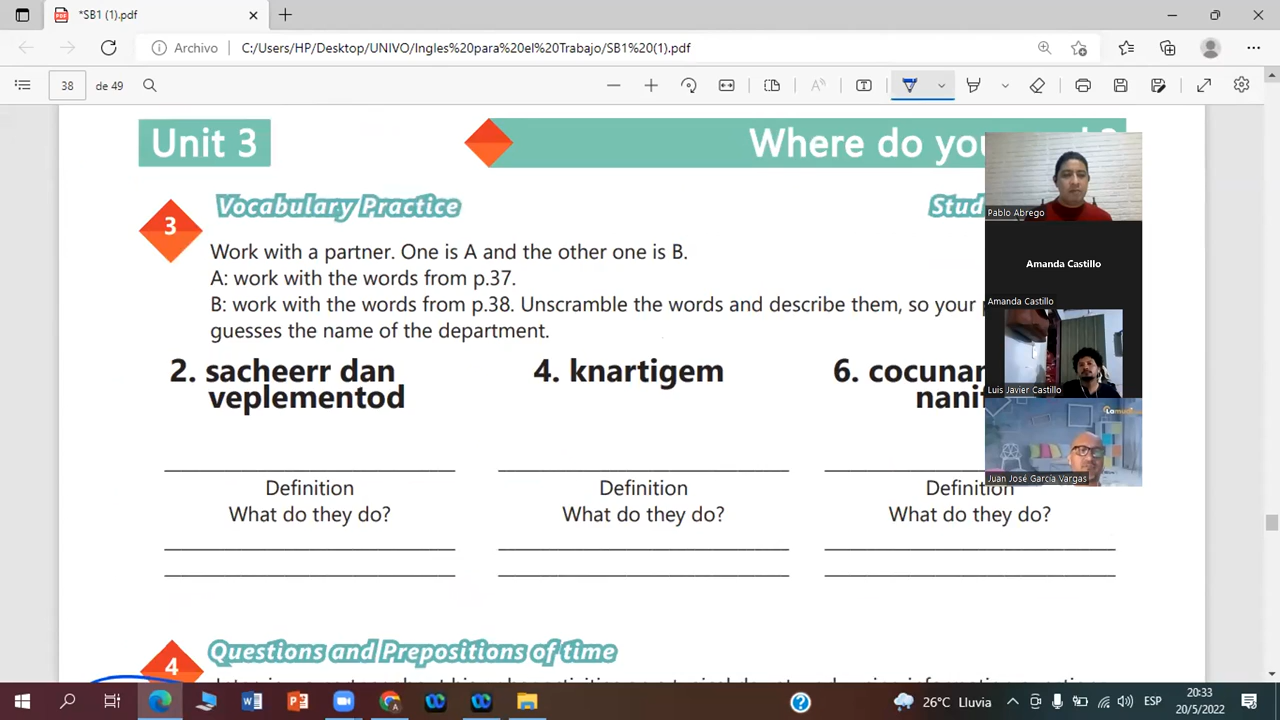 *SB1 (1).pdf
Archivo
C:/Users/HP/Desktop/UNIVO/Ingles%20para%20el%20Trabajo/SB1%20(1).pdf
38
de 49
Unit 3
Where do you
3
Vocabulary Practice
Work with a partner. One is A and the other one is B.
A: work with the words from p.37.
B: work with the words from p.38. Unscramble the words and describe them, so your
guesses the name of the department.
2. sacheerr dan
veplementod
4. knartigem
6.
Definition
What do they do?
Definition
What do they do?
Definition
What do they do?
4
Questions and Prepositions of time
Pablo Abrego
Amanda Castillo
Amanda Castillo
Luis Javier Castillo
Juan José García Vargas
26°C Lluvia
ESP
20:33
20/5/2022